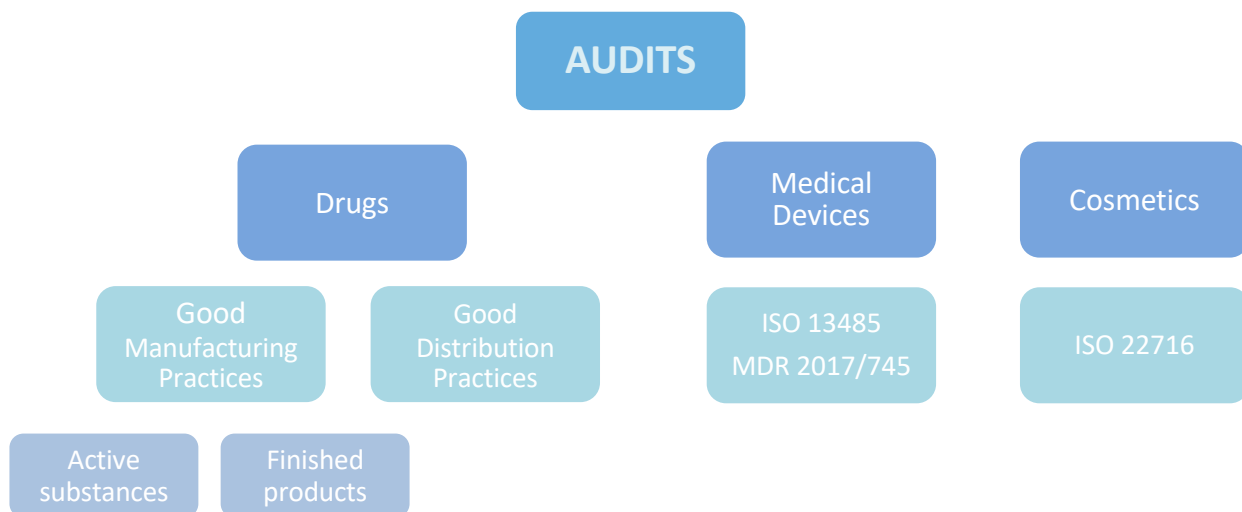 AUDITS
Drugs
Medical
Devices
Cosmetics
Good
Manufacturing
Practices
Good
Distribution
Practices
ISO 13485
MDR 2017/745
ISO 22716
Active
substances
Finished
products